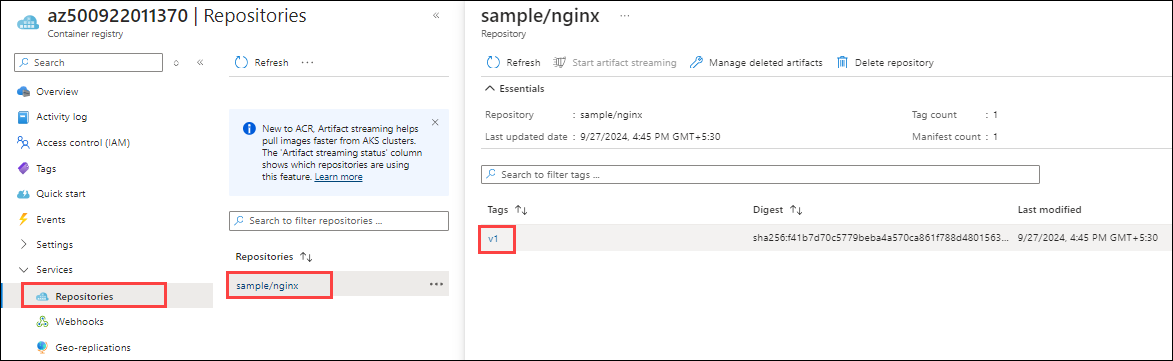 az500922011370 | Repositories
Container registry
Search
Overview
Activity log
Access control (IAM)
Tags
Quick start
Events
Settings
Services
Repositories
Webhooks
Geo-replications
Refresh
New to ACR, Artifact streaming helps
pull images faster from AKS clusters.
The 'Artifact streaming status' column
shows which repositories are using
this feature. Learn more
Search to filter repositories ...
Repositories
sample/nginx
sample/nginx
Repository
Refresh Start artifact streaming Manage deleted artifacts Delete repository
Essentials
Repository : sample/nginx Tag count : 1
Last updated date : 9/27/2024, 4:45 PM GMT+5:30 Manifest count : 1
Search to filter tags ...
Tags Digest Last modified
v1 sha256:f41b7d70c5779beba4a570ca861f788d4801563... 9/27/2024, 4:45 PM GMT+5:30